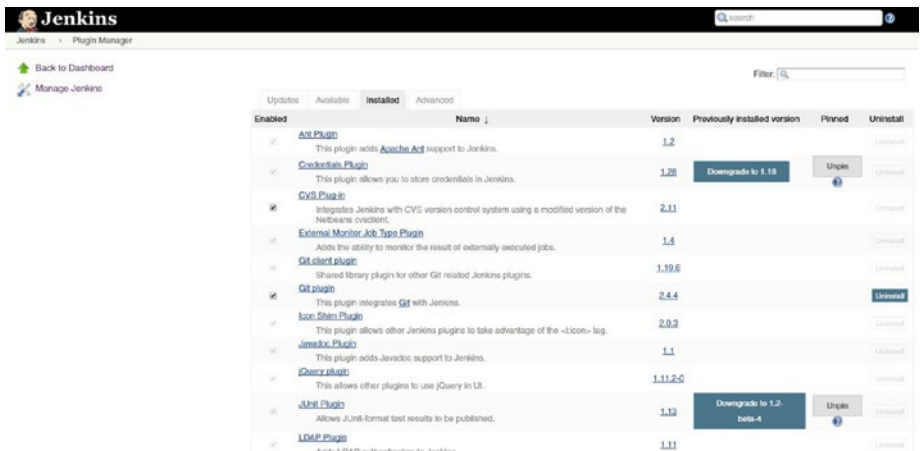 Jenkins
search
Jenkins
Plugin Manager
Back to Dashboard
Manage Jenkins
Filter:
Updates Available Installed Advanced
Enabled Name ↓ Version Previously installed version Pinned Uninstall
Ant Plugin
This plugin adds Apache Ant support to Jenkins.
1.2
Uninstall
Credentials Plugin
This plugin allows you to store credentials in Jenkins.
1.28
Downgrade to 1.18
Unpin
Uninstall
CVS Plug-in
Integrates Jenkins with CVS version control system using a modified version of the
Netbeans cvsclient.
2.11
Uninstall
External Monitor Job Type Plugin
Adds the ability to monitor the result of externally executed jobs.
1.4
Uninstall
Git client plugin
Shared library plugin for other Git related Jenkins plugins.
1.19.6
Uninstall
Git plugin
This plugin integrates Git with Jenkins.
2.4.4
Uninstall
Icon Shim Plugin
This plugin allows other Jenkins plugins to take advantage of the <l:icon> tag.
2.0.3
Uninstall
Javadoc Plugin
This plugin adds Javadoc support to Jenkins.
1.1
Uninstall
jQuery plugin
This allows other plugins to use jQuery in UI.
1.11.2-0
Uninstall
JUnit Plugin
Allows JUnit-format test results to be published.
1.13
Downgrade to 1.2-
beta-4
Unpin
Uninstall
LDAP Plugin
Adds LDAP authentication to Jenkins
1.11
Uninstall